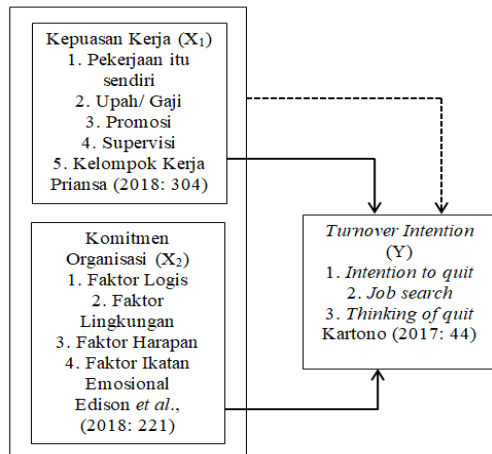 Kepuasan Kerja (X₁)
1. Pekerjaan itu
sendiri
2. Upah/ Gaji
3. Promosi
4. Supervisi
5. Kelompok Kerja
Priansa (2018: 304)
Komitmen
Organisasi (X₂)
1. Faktor Logis
2. Faktor
Lingkungan
3. Faktor Harapan
4. Faktor Ikatan
Emosional
Edison et al.,
(2018: 221)
Turnover Intention
(Y)
1. Intention to quit
2. Job search
3. Thinking of quit
Kartono (2017: 44)